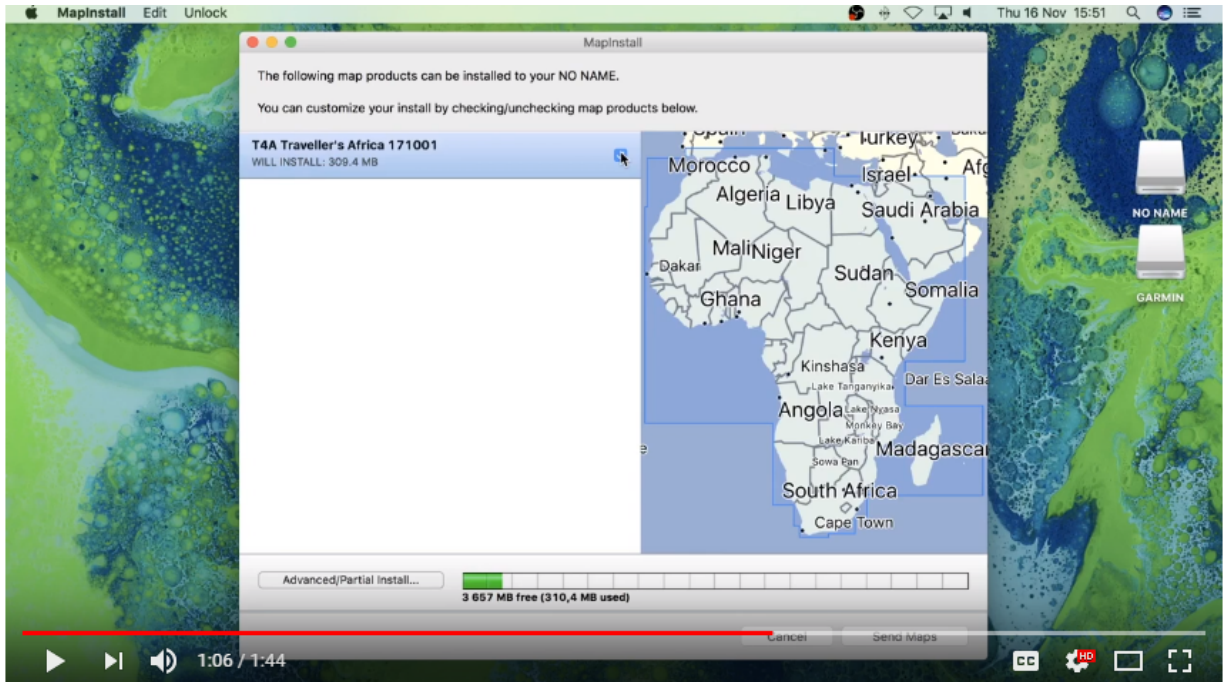 MapInstall Edit Unlock Thu 16 Nov 15:51
MapInstall
The following map products can be installed to your NO NAME.
You can customize your install by checking/unchecking map products below.
T4A Traveller's Africa 171001
WILL INSTALL: 309.4 MB
Spain
Turkey
Baku
Morocco
Israel
Afg
Algeria
Libya
Saudi Arabia
NO NAME
Mali
Niger
Dakar
Sudan
Somalia
Ghana
GARMIN
Kenya
Kinshasa
Lake Tanganyika
Dar Es Salaa
Angola
Lake Nyasa
Monkey Bay
Lake Kariba
Madagascar
Sowa Pan
South Africa
Cape Town
Advanced/Partial Install...
3 657 MB free (310,4 MB used)
Cancel
Send Maps
1:06 / 1:44
CC
HD